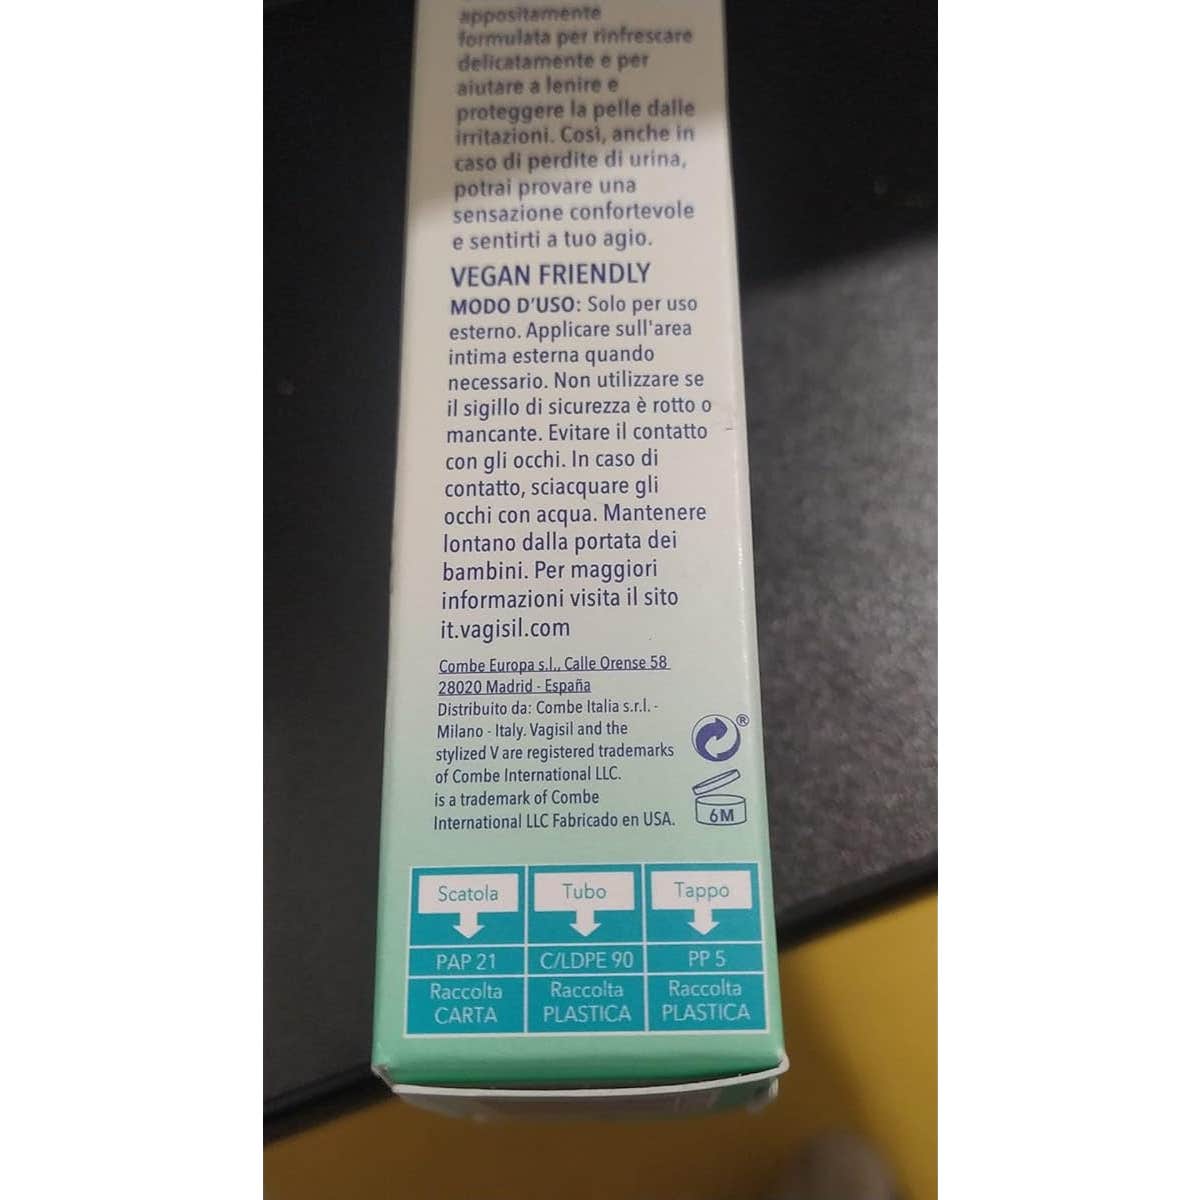 appositamente
formulata per rinfrescare
delicatamente e per
aiutare a lenire e
proteggere la pelle dalle
irritazioni. Così, anche in
caso di perdite di urina,
potrai provare una
sensazione confortevole
e sentirti a tuo agio.
VEGAN FRIENDLY
MODO D'USO: Solo per uso
esterno. Applicare sull'area
intima esterna quando
necessario. Non utilizzare se
il sigillo di sicurezza è rotto o
mancante. Evitare il contatto
con gli occhi. In caso di
contatto, sciacquare gli
occhi con acqua. Mantenere
lontano dalla portata dei
bambini. Per maggiori
informazioni visita il sito
it.vagisil.com
Combe Europa s.l., Calle Orense 58
28020 Madrid - España
Distribuito da: Combe Italia s.r.l. -
Milano - Italy. Vagisil and the
stylized V are registered trademarks
of Combe International LLC.
is a trademark of Combe
International LLC Fabricado en USA.
®
6M
Scatola Tubo Tappo
PAP 21 C/LDPE 90 PP 5
Raccolta Raccolta Raccolta
CARTA PLASTICA PLASTICA